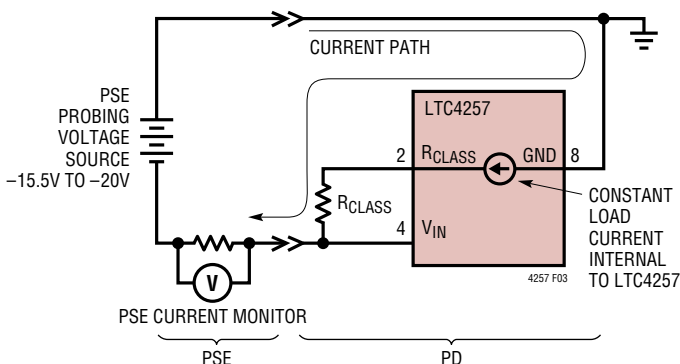 CURRENT PATH
PSE
PROBING
VOLTAGE
SOURCE
–15.5V TO –20V
LTC4257
2
RCLASS
GND
8
RCLASS
4
VIN
CONSTANT
LOAD
CURRENT
INTERNAL
TO LTC4257
V
4257 F03
PSE CURRENT MONITOR
PSE
PD